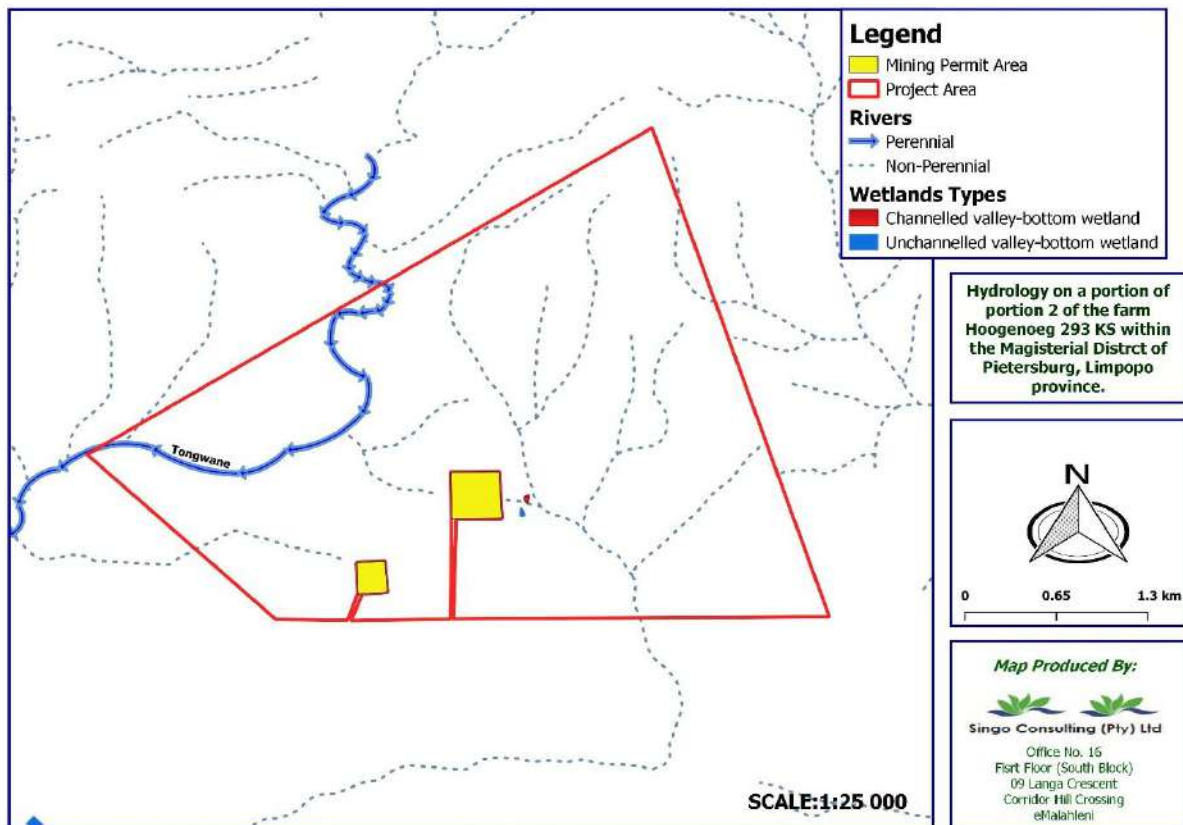 Legend
Mining Permit Area
Project Area
Rivers
Perennial
Non-Perennial
Wetlands Types
Channelled valley-bottom wetland
Unchannelled valley-bottom wetland
Tongwane
SCALE:1:25 000
Hydrology on a portion of
portion 2 of the farm
Hoogenoeg 293 KS within
the Magisterial Distrct of
Pietersburg, Limpopo
province.
N
0 0.65 1.3 km
Map Produced By:
Singo Consulting (Pty) Ltd
Office No. 16
Fisrt Floor (South Block)
09 Langa Crescent
Corridor Hill Crossing
eMalahleni